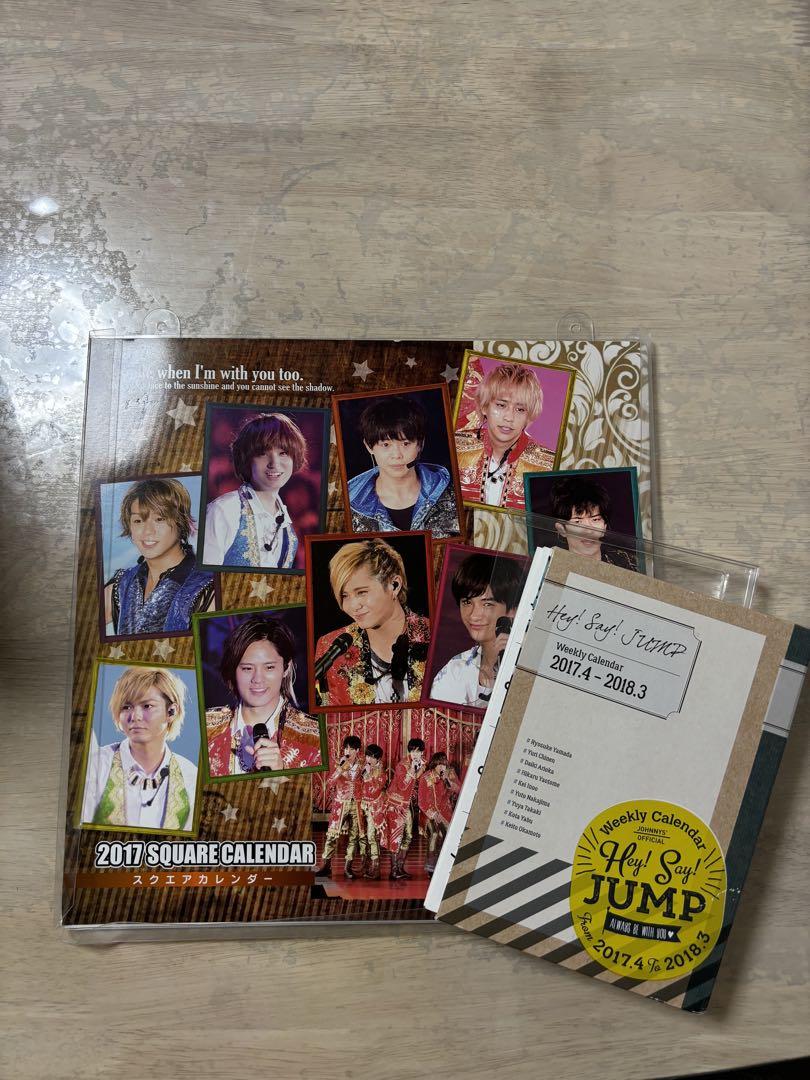 when I'm with you too.
to the sunshine and you cannot see the shadow.
2017 SQUARE CALENDAR
スクエアカレンダー
Hey! Say! JUMP
Weekly Calendar
2017.4 - 2018.3
# Ryosuke Yamada
# Yuri Chinen
# Daiki Arioka
# Hikaru Yaotome
# Kei Inoo
# Yuto Nakajima
# Yuya Takaki
# Kota Yabu
# Keito Okamoto
Weekly Calendar
JOHNNYS'
OFFICIAL
Hey! Say!
JUMP
ALWAYS BE WITH YOU♥
From 2017.4 To 2018.3